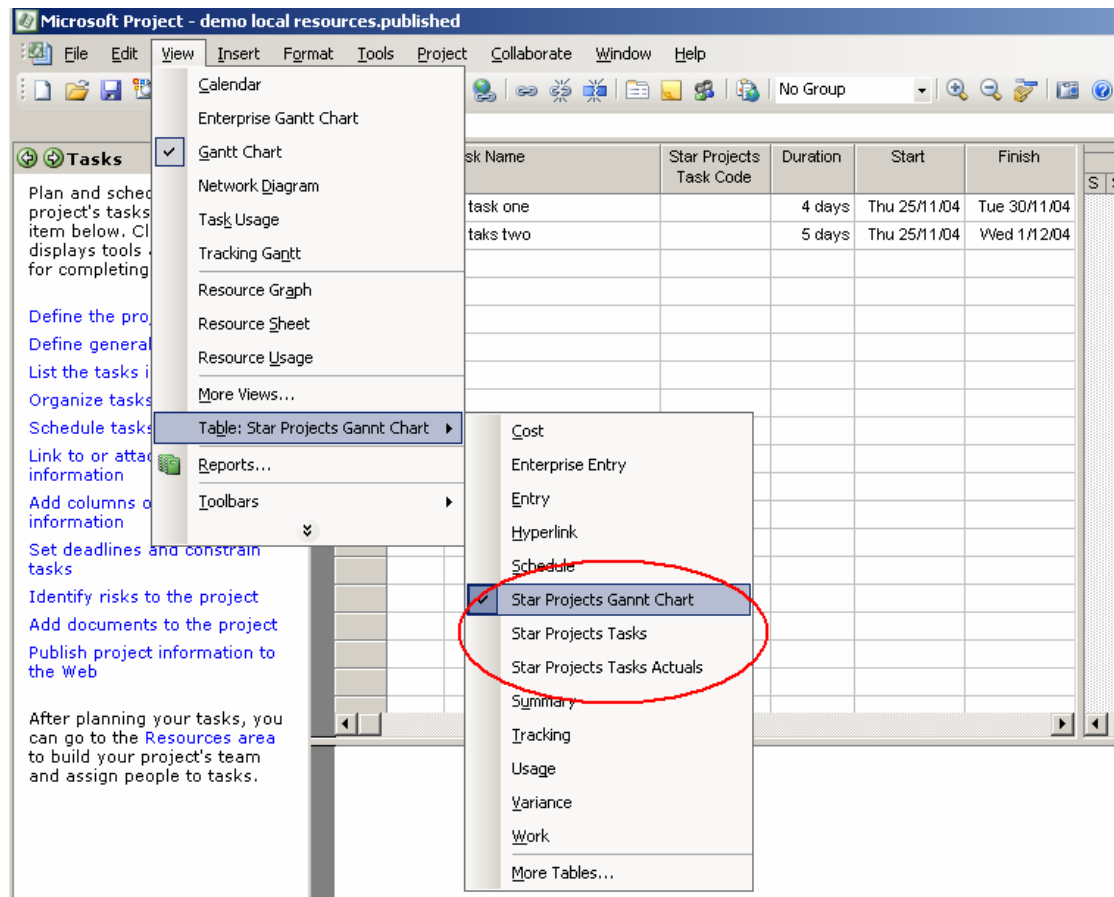 Microsoft Project - demo local resources.published
File Edit View Insert Format Tools Project Collaborate Window Help
No Group
Tasks
Plan and sched
project's tasks
item below. Cl
displays tools
for completing
Define the pro
Define general
List the tasks i
Organize tasks
Schedule tasks
Link to or attac
information
Add columns o
information
Set deadlines and constrain
tasks
Identify risks to the project
Add documents to the project
Publish project information to
the Web
After planning your tasks, you
can go to the Resources area
to build your project's team
and assign people to tasks.
Calendar
Enterprise Gantt Chart
Gantt Chart
Network Diagram
Task Usage
Tracking Gantt
Resource Graph
Resource Sheet
Resource Usage
More Views...
Table: Star Projects Gannt Chart
Reports...
Toolbars
Cost
Enterprise Entry
Entry
Hyperlink
Schedule
Star Projects Gannt Chart
Star Projects Tasks
Star Projects Tasks Actuals
Summary
Tracking
Usage
Variance
Work
More Tables...
sk Name Star Projects Duration Start Finish
Task Code
S
task one 4 days Thu 25/11/04 Tue 30/11/04
taks two 5 days Thu 25/11/04 Wed 1/12/04